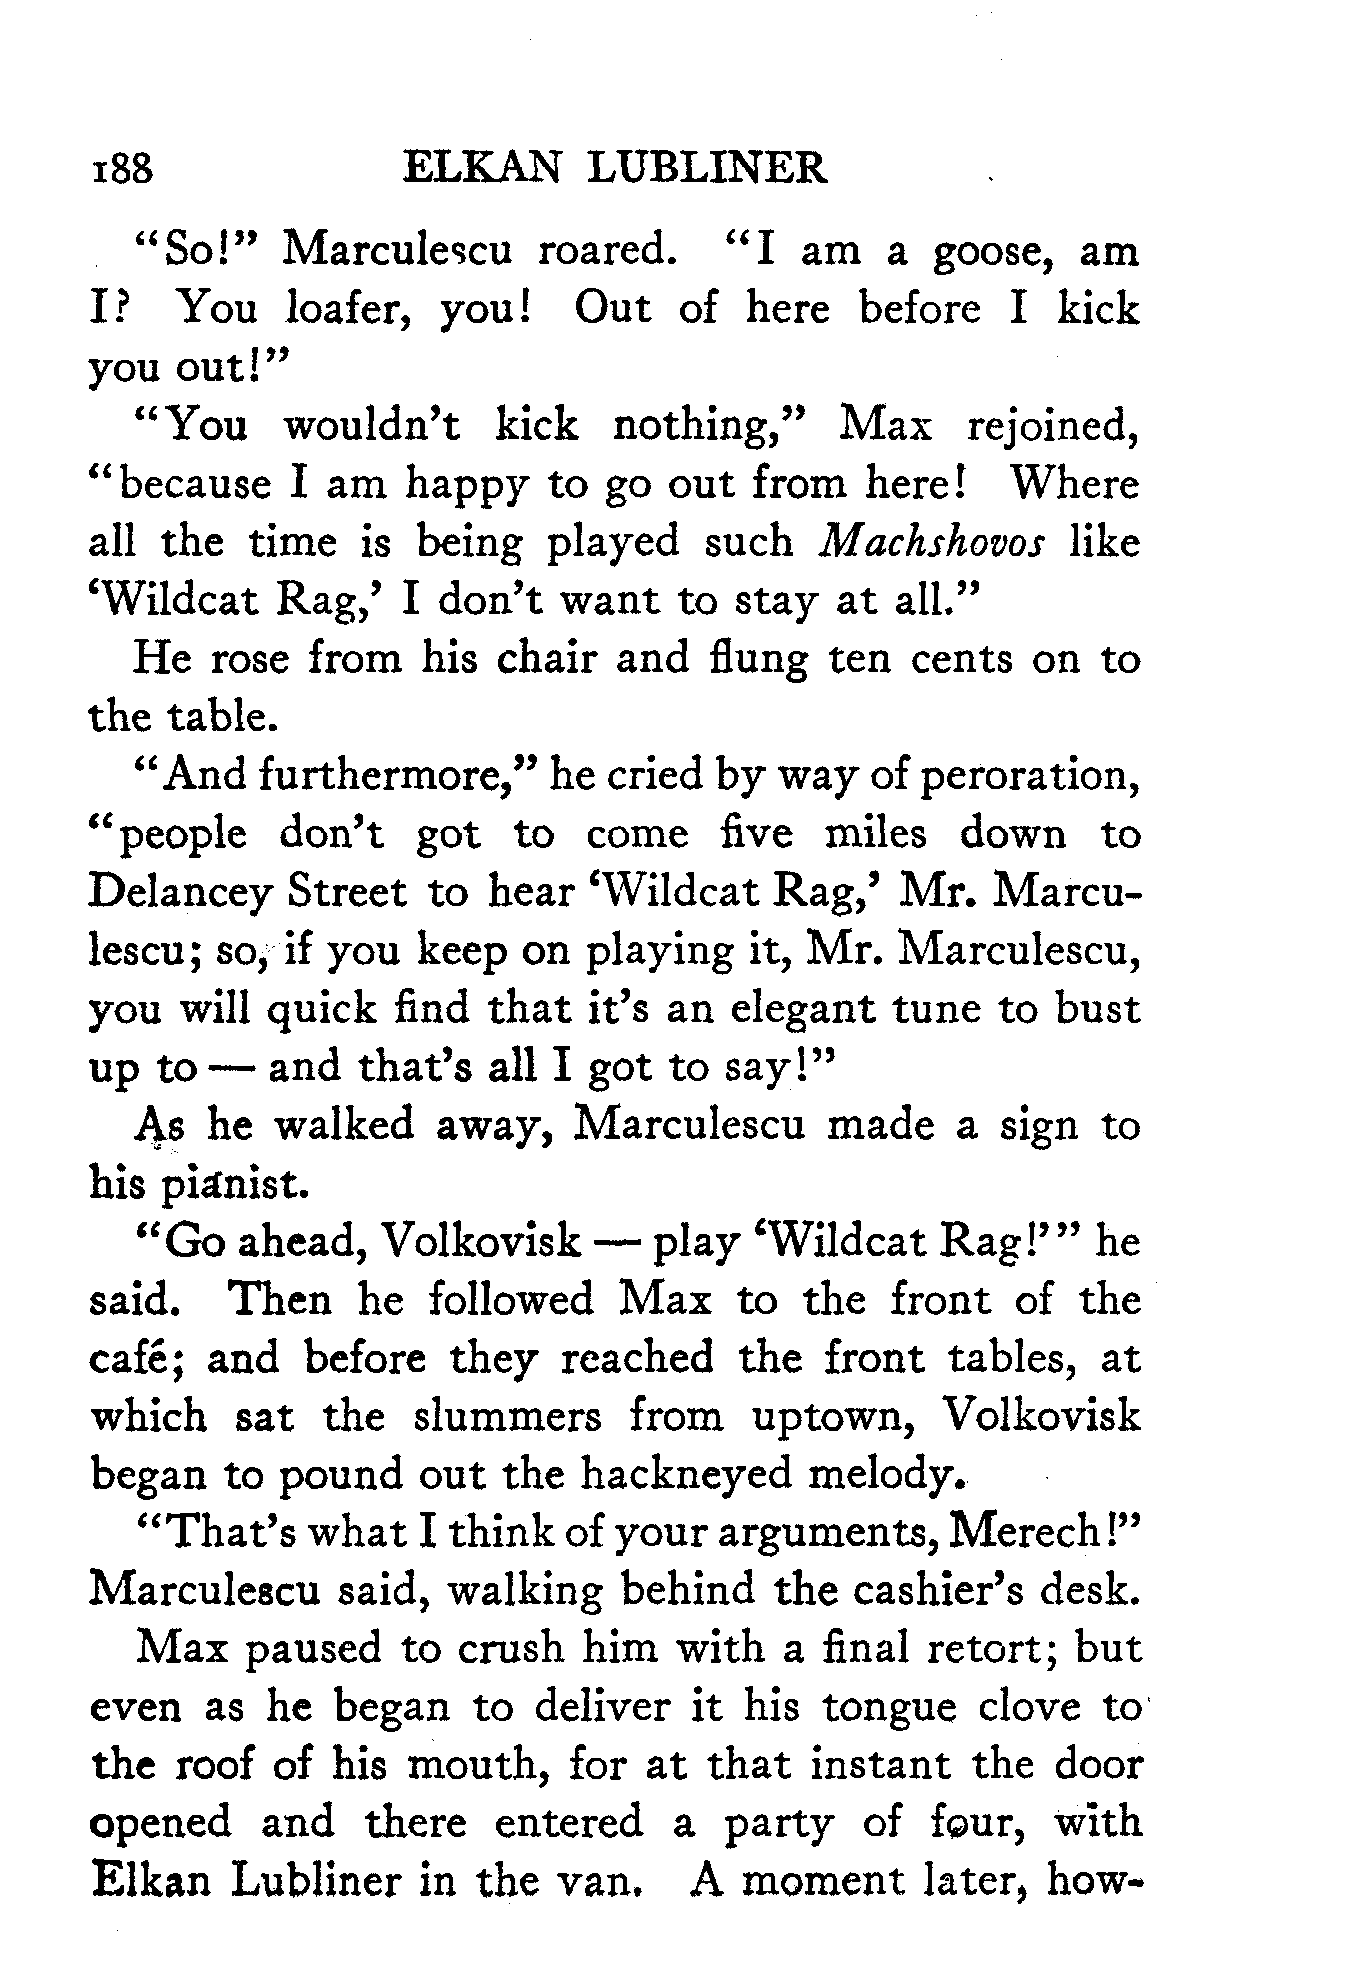 188 ELKAN LUBLINER
"So!" Marculescu roared. "I am a goose, am
I? You loafer, you! Out of here before I kick
you out!"
"You wouldn't kick nothing," Max rejoined,
"because I am happy to go out from here! Where
all the time is being played such Machshovos like
'Wildcat Rag,' I don't want to stay at all."
He rose from his chair and flung ten cents on to
the table.
"And furthermore," he cried by way of peroration,
"people don't got to come five miles down to
Delancey Street to hear 'Wildcat Rag,' Mr. Marcu-
lescu; so, if you keep on playing it, Mr. Marculescu,
you will quick find that it's an elegant tune to bust
up to — and that's all I got to say!"
As he walked away, Marculescu made a sign to
his pianist.
"Go ahead, Volkovisk — play 'Wildcat Rag!'" he
said. Then he followed Max to the front of the
café; and before they reached the front tables, at
which sat the slummers from uptown, Volkovisk
began to pound out the hackneyed melody.
"That's what I think of your arguments, Merech!"
Marculescu said, walking behind the cashier's desk.
Max paused to crush him with a final retort; but
even as he began to deliver it his tongue clove to
the roof of his mouth, for at that instant the door
opened and there entered a party of four, with
Elkan Lubliner in the van. A moment later, how-